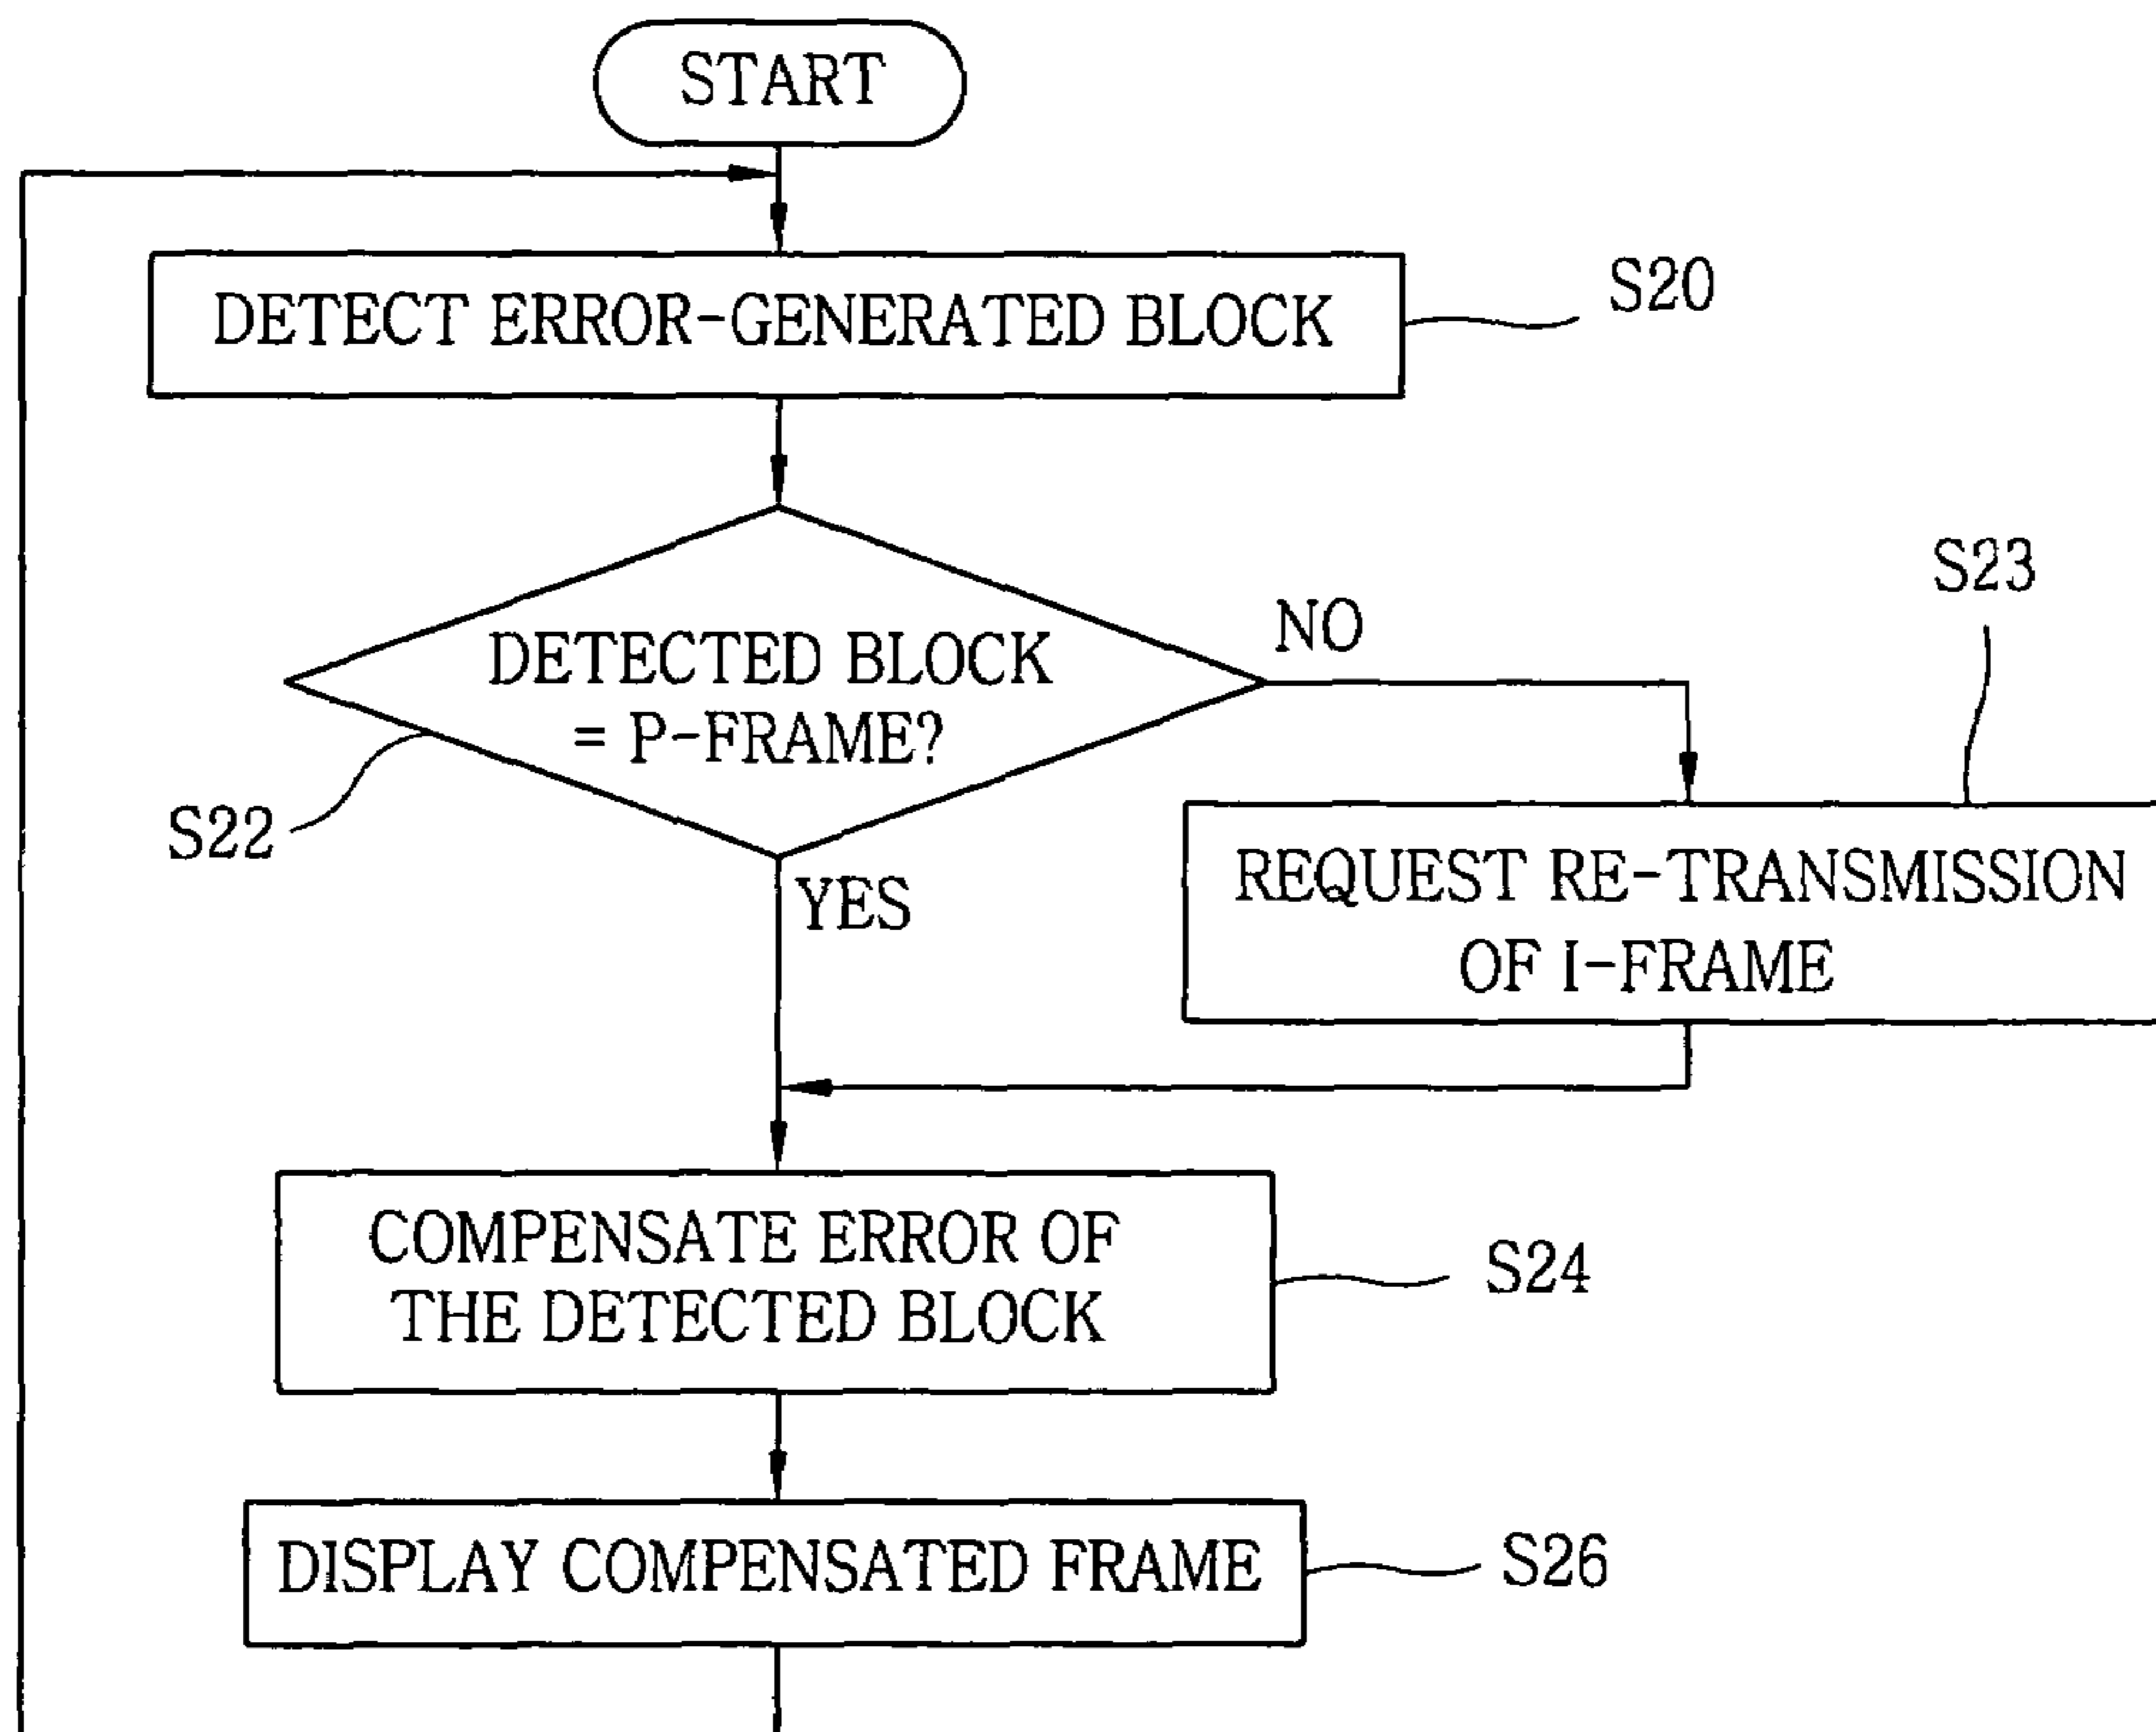 START
DETECT ERROR-GENERATED BLOCK
S20
DETECTED BLOCK
= P-FRAME?
NO
S23
S22
YES
REQUEST RE-TRANSMISSION
OF I-FRAME
COMPENSATE ERROR OF
THE DETECTED BLOCK
S24
DISPLAY COMPENSATED FRAME
S26